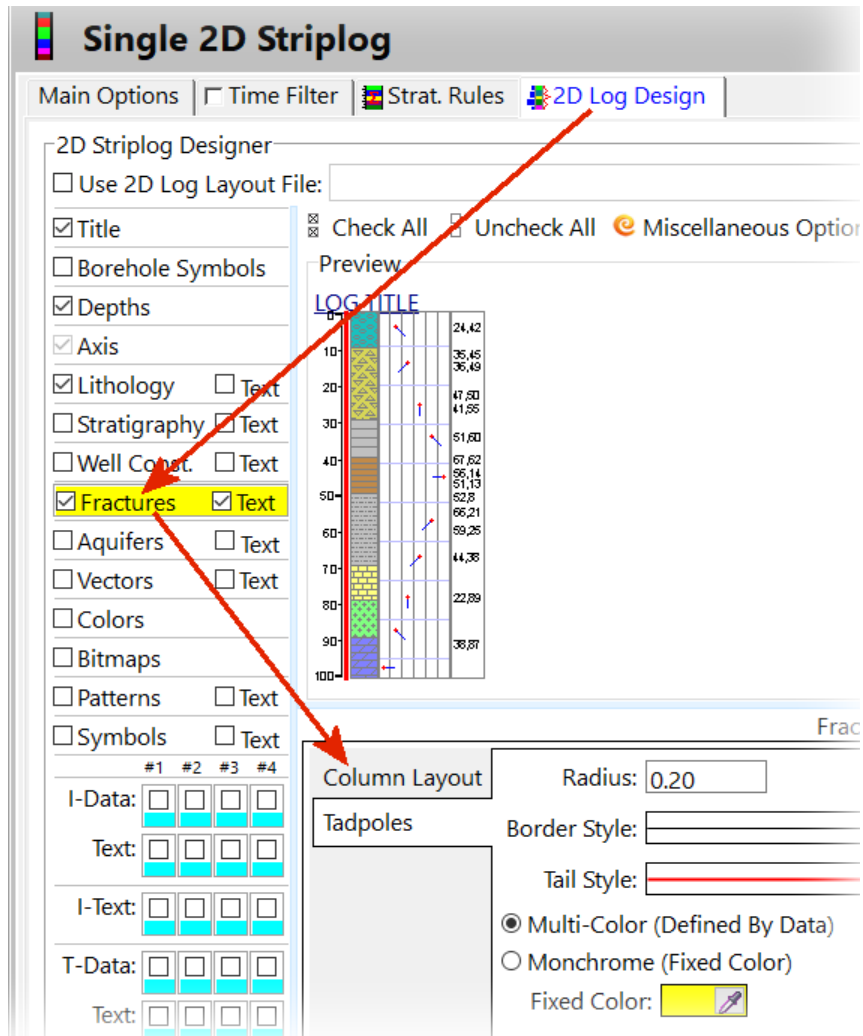 Single 2D Striplog
Main Options Time Filter Strat. Rules 2D Log Design
2D Striplog Designer
Use 2D Log Layout File:
Title
Check All Uncheck All Miscellaneous Option
Borehole Symbols
Preview
Depths
LOG TITLE
Axis
Lithology Text
Stratigraphy Text
Well Const. Text
Fractures Text
Aquifers Text
Vectors Text
Colors
Bitmaps
Patterns Text
Symbols Text
#1 #2 #3 #4
I-Data:
Text:
I-Text:
T-Data:
Text:
0
10
20
30
40
50
60
70
80
90
100
24,42
35,45
36,49
47,50
41,55
51,60
67,62
56,14
51,13
52,8
66,21
59,25
44,38
22,89
38,87
Frac
Column Layout
Tadpoles
Radius: 0.20
Border Style:
Tail Style:
Multi-Color (Defined By Data)
Monchrome (Fixed Color)
Fixed Color: